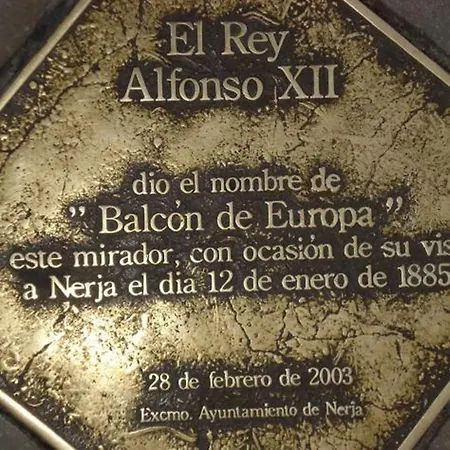 El Rey
Alfonso XII
dio el nombre de
" Balcón de Europa "
este mirador, con ocasión de su vis
a Nerja el dia 12 de enero de 1885
28 de febrero de 2003
Excmo. Ayuntamiento de Nerja